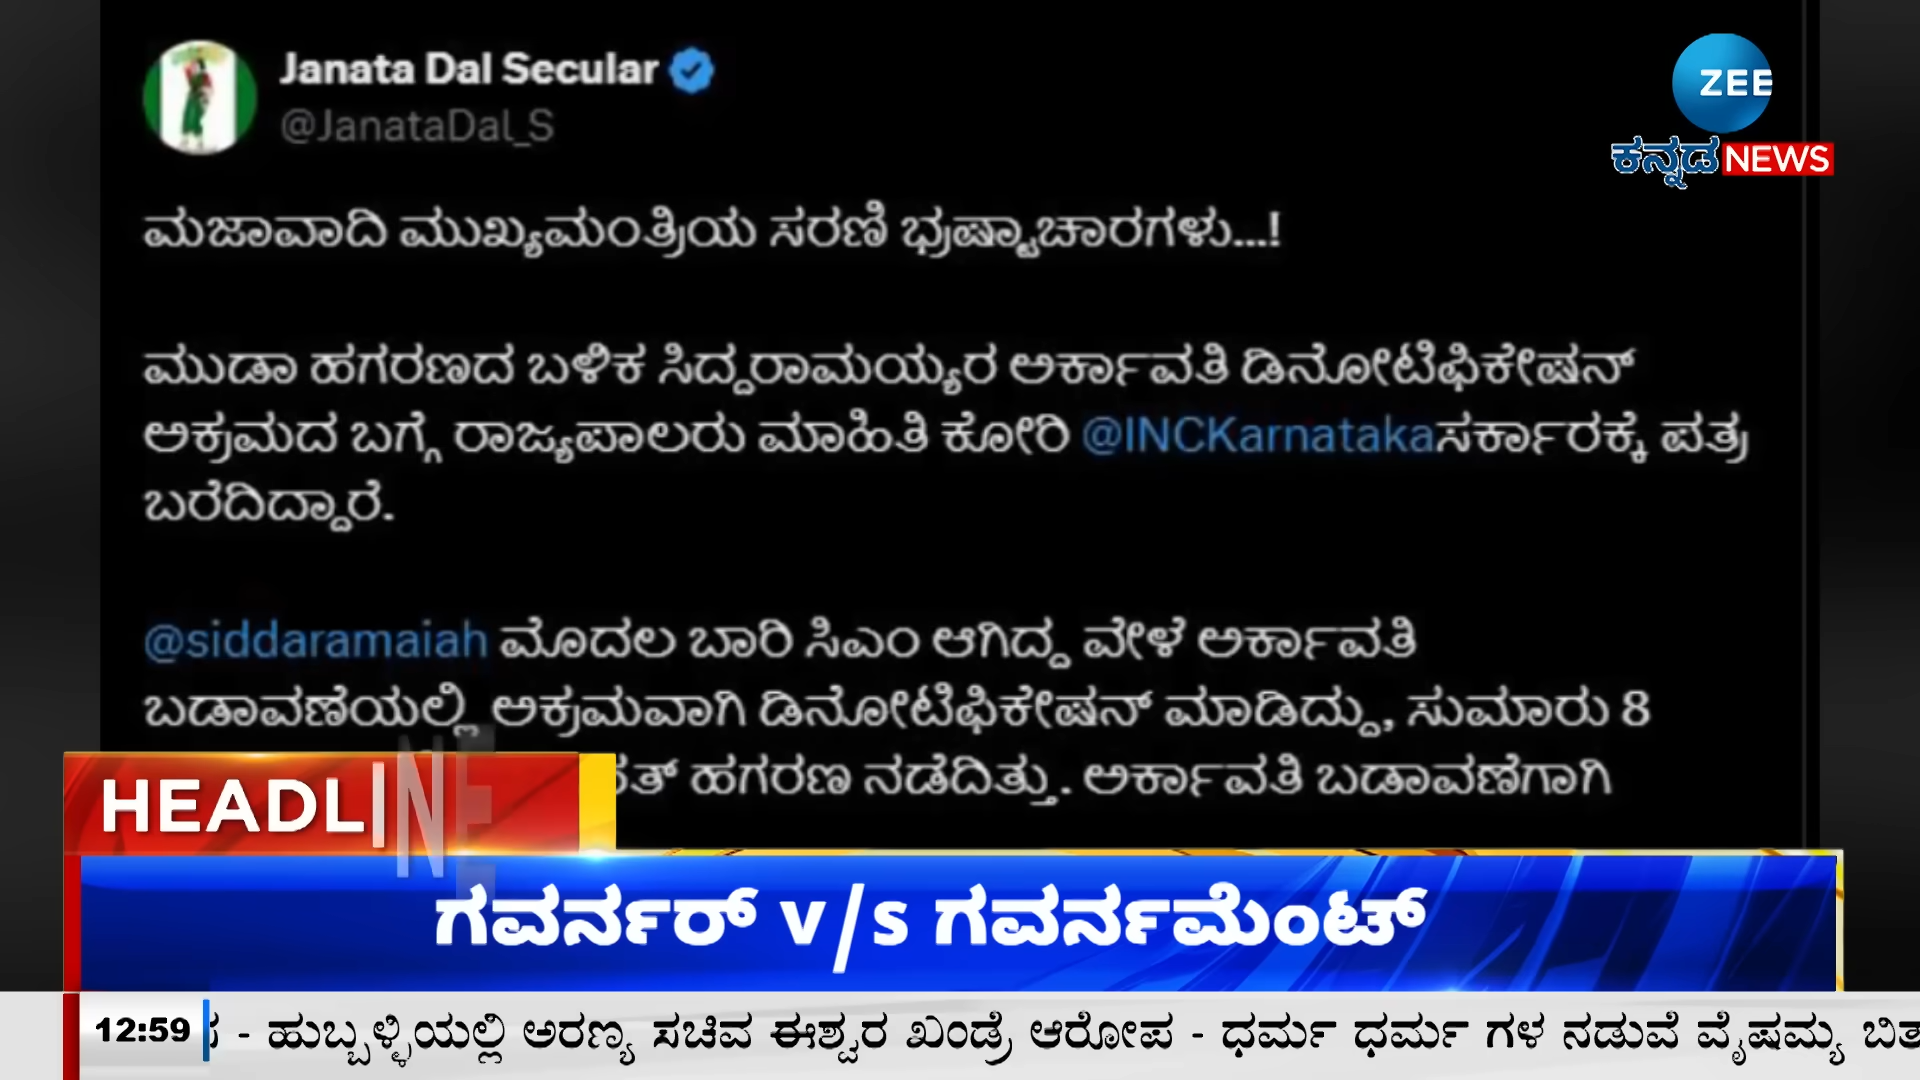 Janata Dal Secular
@JanataDal_S
ZEE
ಕನ್ನಡ NEWS
ಮಜಾವಾದಿ ಮುಖ್ಯಮಂತ್ರಿಯ ಸರಣಿ ಭ್ರಷ್ಟಾಚಾರಗಳು...!
ಮುಡಾ ಹಗರಣದ ಬಳಿಕ ಸಿದ್ದರಾಮಯ್ಯರ ಅರ್ಕಾವತಿ ಡಿನೋಟಿಫಿಕೇಷನ್
ಅಕ್ರಮದ ಬಗ್ಗೆ ರಾಜ್ಯಪಾಲರು ಮಾಹಿತಿ ಕೋರಿ @INCKarnatakaಸರ್ಕಾರಕ್ಕೆ ಪತ್ರ
ಬರೆದಿದ್ದಾರೆ.
@siddaramaiah ಮೊದಲ ಬಾರಿ ಸಿಎಂ ಆಗಿದ್ದ ವೇಳೆ ಅರ್ಕಾವತಿ
ಬಡಾವಣೆಯಲ್ಲಿ ಅಕ್ರಮವಾಗಿ ಡಿನೋಟಿಫಿಕೇಷನ್ ಮಾಡಿದ್ದು, ಸುಮಾರು 8
ಹಗರಣ ನಡೆದಿತ್ತು. ಅರ್ಕಾವತಿ ಬಡಾವಣೆಗಾಗಿ
HEADLINE
ಗವರ್ನರ್ v/s ಗವರ್ನಮೆಂಟ್
12:59 - ಹುಬ್ಬಳ್ಳಿಯಲ್ಲಿ ಅರಣ್ಯ ಸಚಿವ ಈಶ್ವರ ಖಂಡ್ರೆ ಆರೋಪ - ಧರ್ಮ ಧರ್ಮ ಗಳ ನಡುವೆ ವೈಷಮ್ಯ